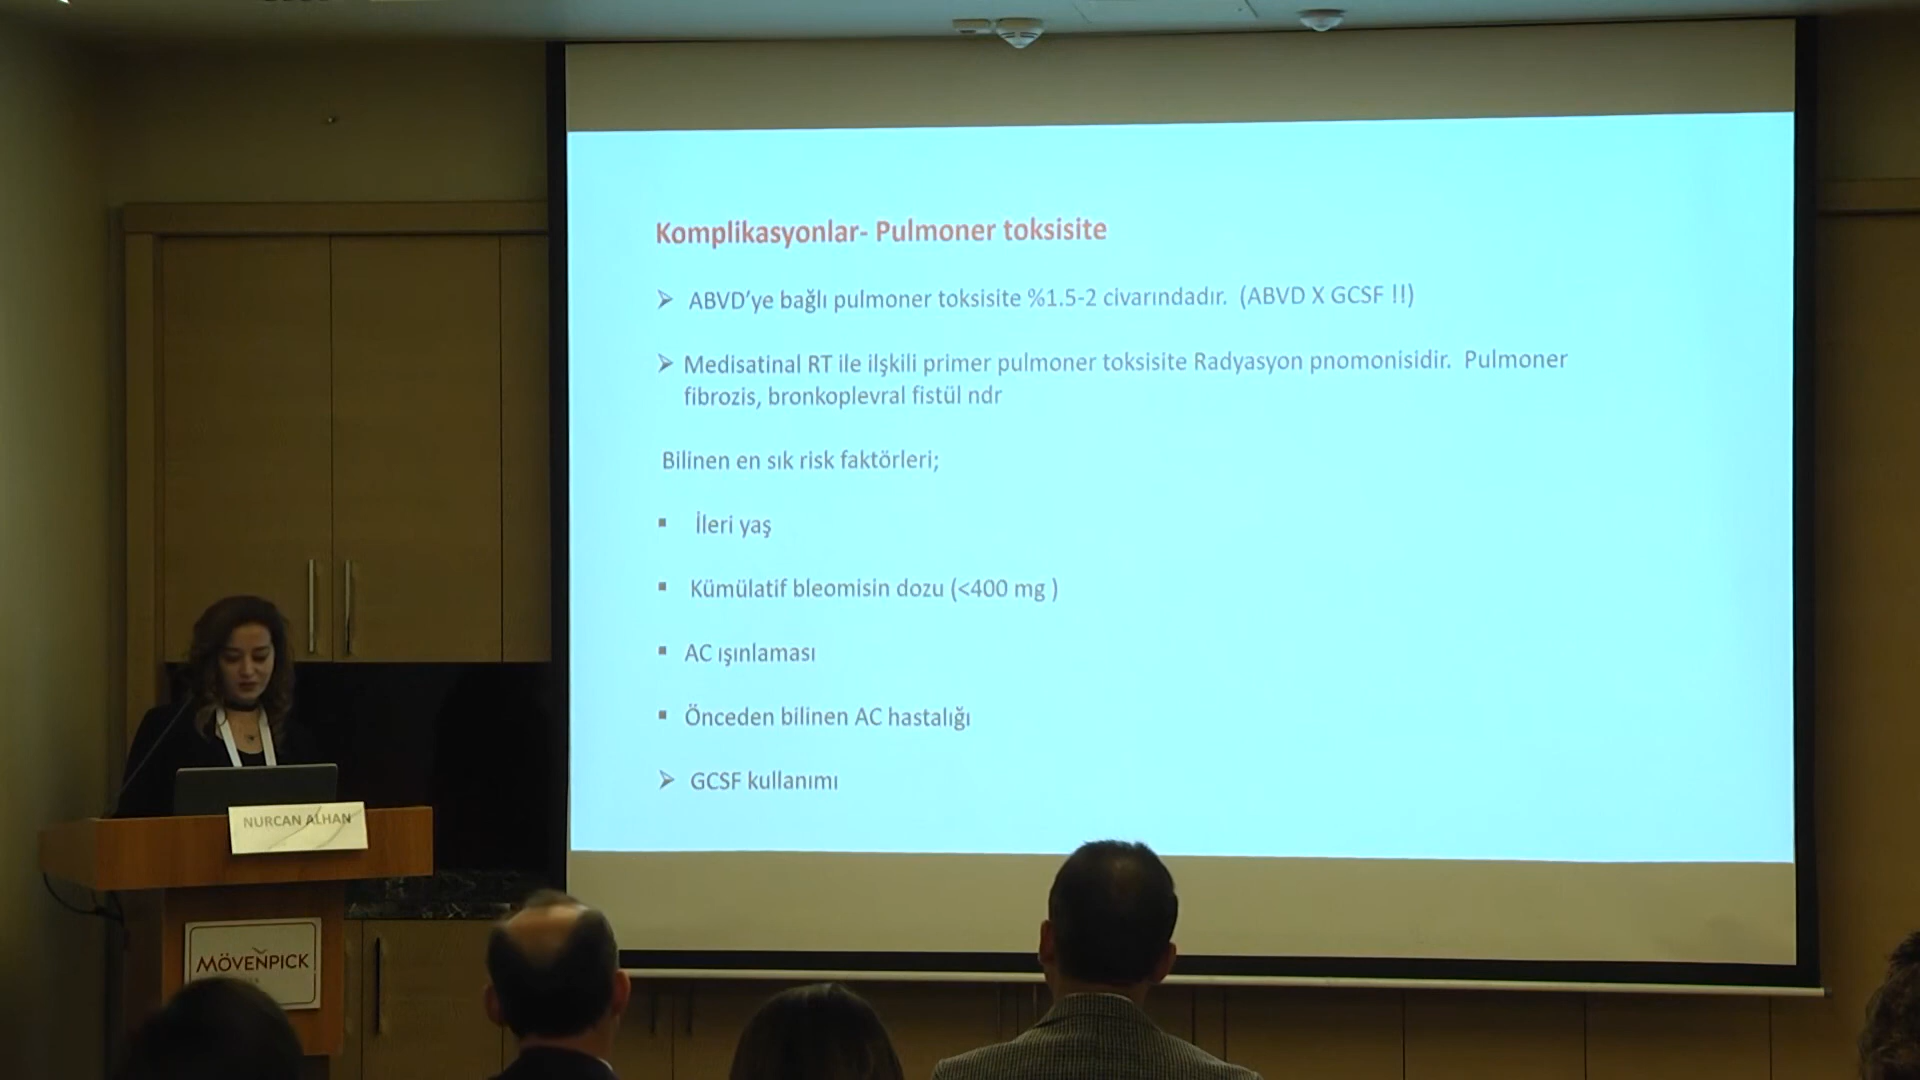 Komplikasyonlar- Pulmoner toksisite
➢ ABVD'ye bağlı pulmoner toksisite %1.5-2 civarındadır. (ABVD X GCSF !!)
➢ Medisatinal RT ile ilşkili primer pulmoner toksisite Radyasyon pnomonisidir. Pulmoner
fibrozis, bronkoplevral fistül ndr
Bilinen en sık risk faktörleri;
▪ İleri yaş
▪ Kümülatif bleomisin dozu (<400 mg )
▪ AC ışınlaması
▪ Önceden bilinen AC hastalığı
➢ GCSF kullanımı
NURCAN ALHAN
MÖVENPICK